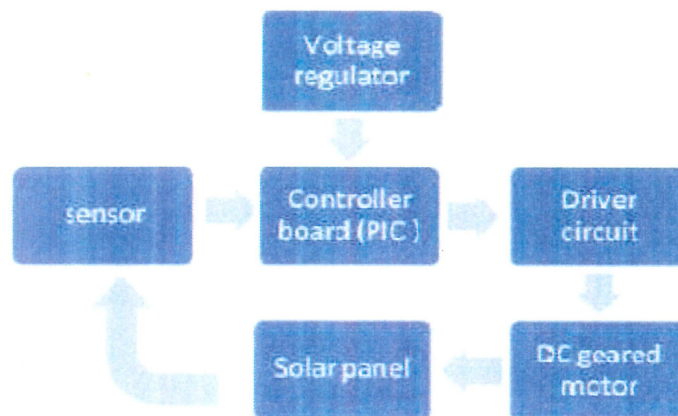 Voltage
regulator
sensor
Controller
board (PIC )
Driver
circuit
Solar panel
DC geared
motor